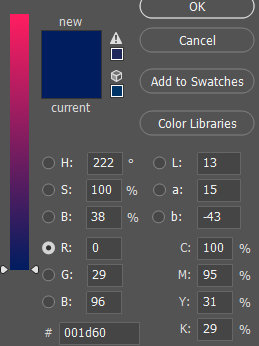 OK
new
Cancel
Add to Swatches
current
Color Libraries
H: 222 ° L: 13
S: 100 % a: 15
B: 38 % b: -43
R: 0 C: 100 %
G: 29 M: 95 %
B: 96 Y: 31 %
# 001d60 K: 29 %